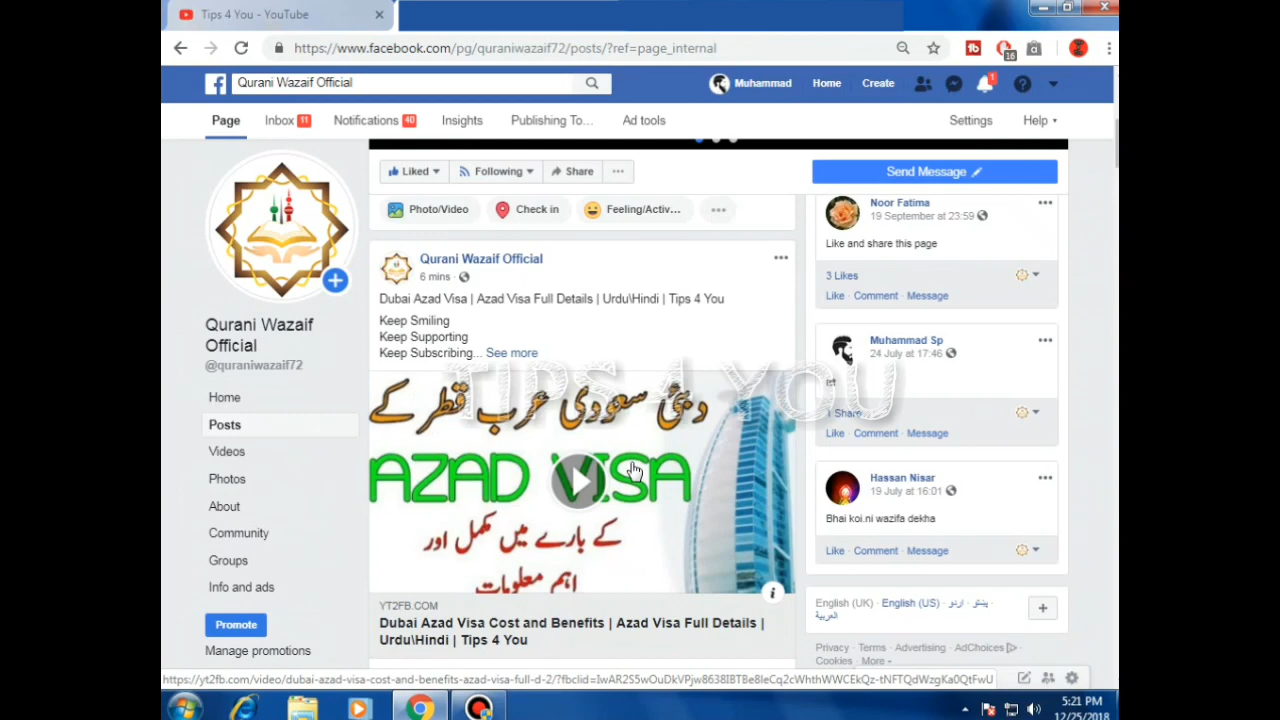 Tips 4 You - YouTube
https://www.facebook.com/pg/quraniwazaif72/posts/?ref=page_internal
16
Qurani Wazaif Official
Muhammad
Home
Create
1
Page
Inbox 11
Notifications 40
Insights
Publishing To...
Ad tools
Settings
Help
Liked
Following
Share
Send Message
Photo/Video
Check in
Feeling/Activ...
Qurani Wazaif
Official
@quraniwazaif72
Home
Posts
Videos
Photos
About
Community
Groups
Info and ads
Promote
Manage promotions
Qurani Wazaif Official
6 mins ·
Dubai Azad Visa | Azad Visa Full Details | Urdu\Hindi | Tips 4 You
Keep Smiling
Keep Supporting
Keep Subscribing... See more
TIPS 4 YOU
دبئی سعودی عرب قطر کے
AZAD VISA
کے بارے میں مکمل اور
اہم معلومات
YT2FB.COM
Dubai Azad Visa Cost and Benefits | Azad Visa Full Details |
Urdu\Hindi | Tips 4 You
Noor Fatima
19 September at 23:59
Like and share this page
3 Likes
Like · Comment · Message
Muhammad Sp
24 July at 17:46
1 Share
Like · Comment · Message
Hassan Nisar
19 July at 16:01
Bhai koi.ni wazifa dekha
Like · Comment · Message
English (UK) · English (US) · اردو · پښتو ·
العربية
Privacy · Terms · Advertising · AdChoices ·
Cookies · More
5:21 PM
12/25/2018